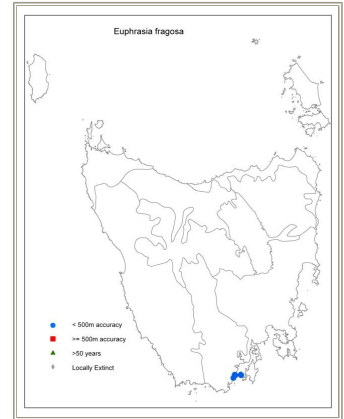 Euphrasia fragosa
< 500m accuracy
>= 500m accuracy
>50 years
Locally Extinct